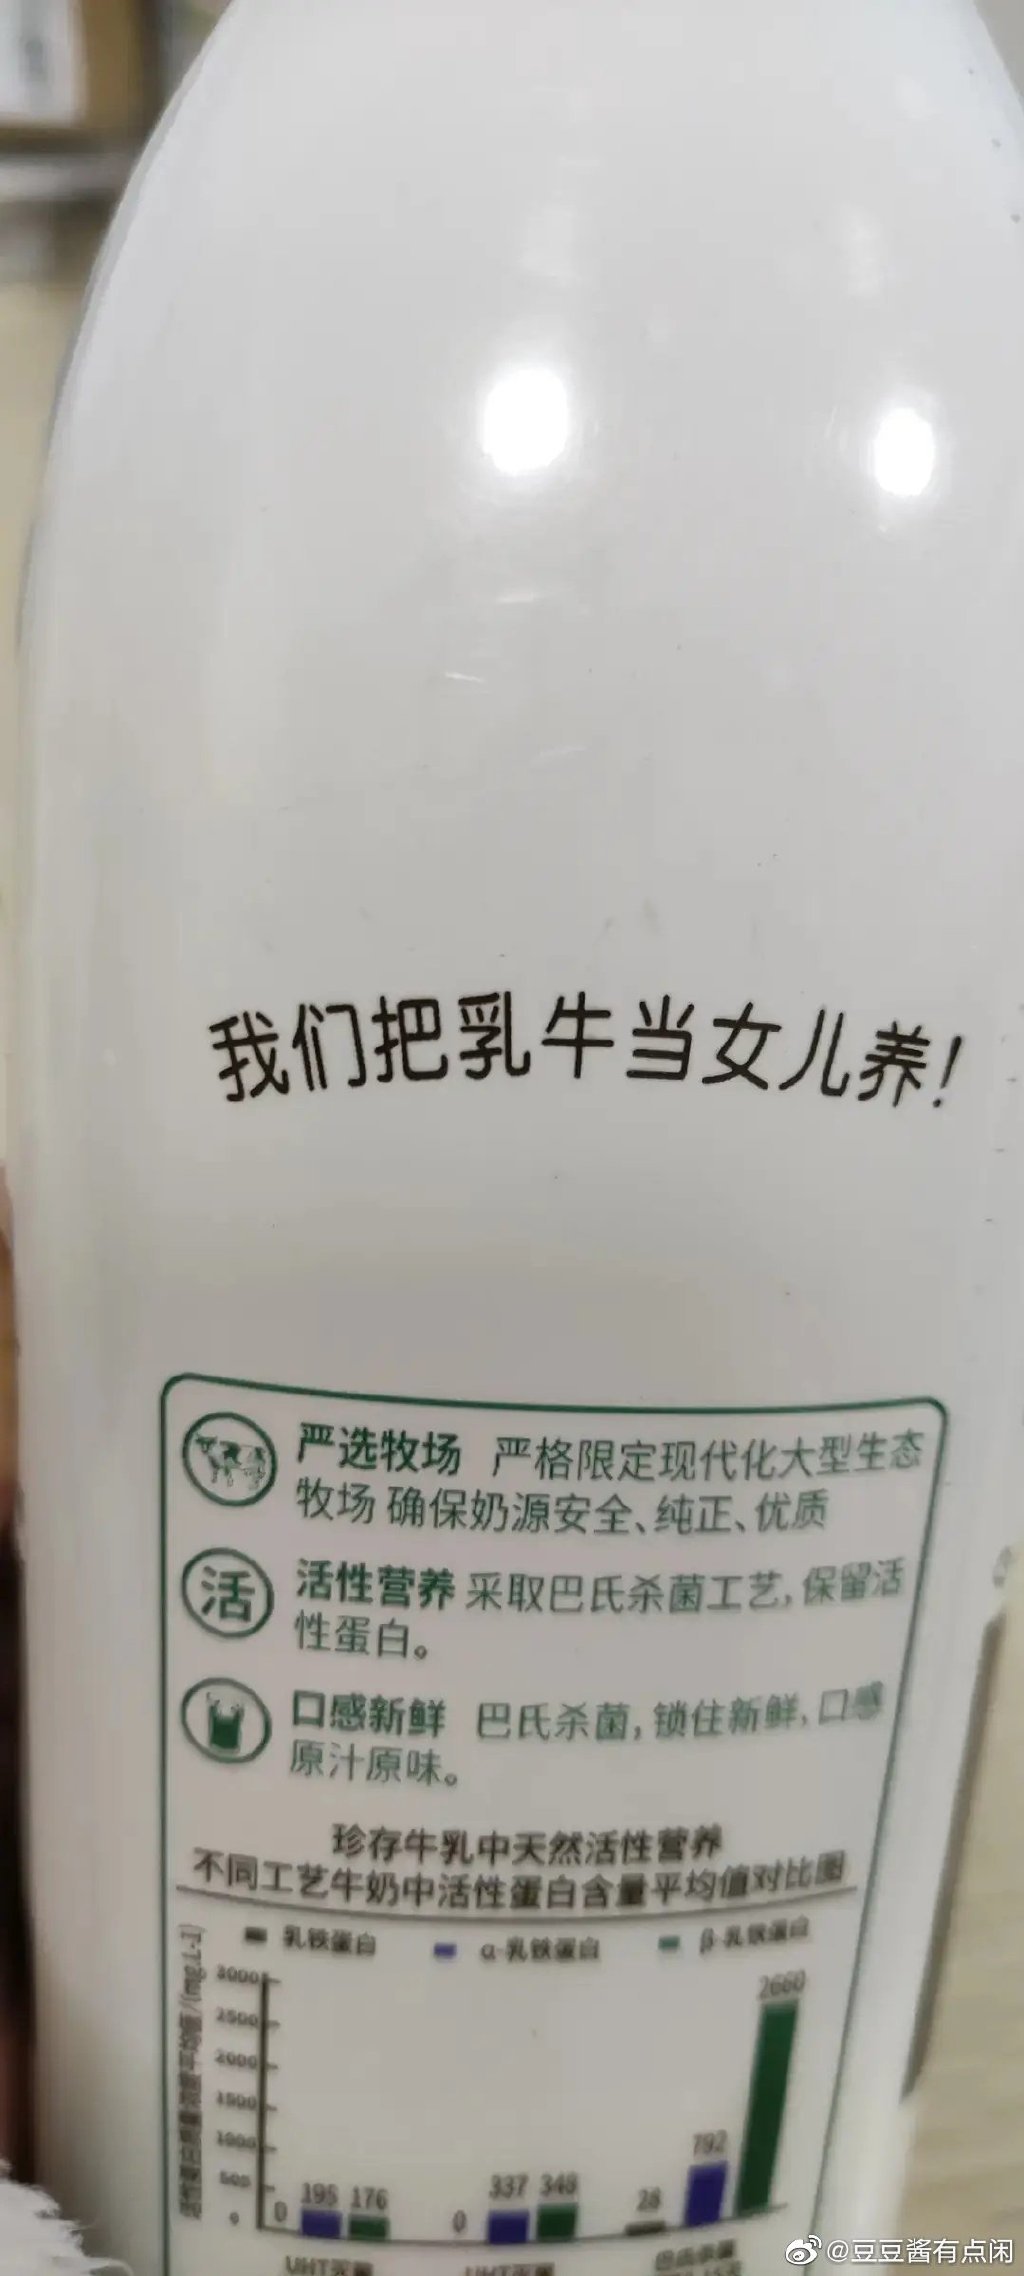 我们把乳牛当女儿养!
严选牧场 严格限定现代化大型生态
牧场 确保奶源安全、纯正、优质
活
活性营养 采取巴氏杀菌工艺,保留活
性蛋白。
口感新鲜 巴氏杀菌,锁住新鲜,口感
原汁原味。
珍存牛乳中天然活性营养
不同工艺牛奶中活性蛋白含量平均值对比图
乳铁蛋白 α-乳铁蛋白 β-乳铁蛋白
3000
2500
2000
1500
1000
500
0
0 195 176
0 337 348
28 792 2660
UHT灭菌 UHT灭菌
@豆豆酱有点闲